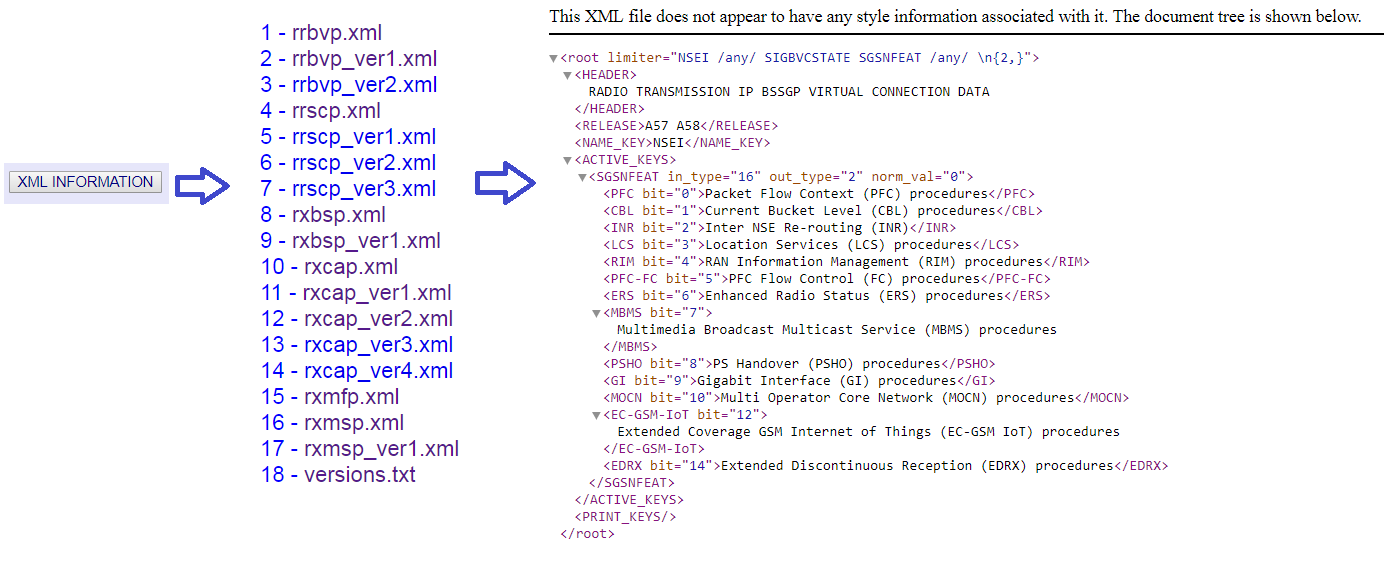 XML INFORMATION
1 - rrbvp.xml
2 - rrbvp_ver1.xml
3 - rrbvp_ver2.xml
4 - rrscp.xml
5 - rrscp_ver1.xml
6 - rrscp_ver2.xml
7 - rrscp_ver3.xml
8 - rxbsp.xml
9 - rxbsp_ver1.xml
10 - rxcap.xml
11 - rxcap_ver1.xml
12 - rxcap_ver2.xml
13 - rxcap_ver3.xml
14 - rxcap_ver4.xml
15 - rxmfp.xml
16 - rxmsp.xml
17 - rxmsp_ver1.xml
18 - versions.txt
This XML file does not appear to have any style information associated with it. The document tree is shown below.
<root limiter="NSEI /any/ SIGBVCSTATE SGSNFEAT /any/ \n{2,}">
<HEADER>
RADIO TRANSMISSION IP BSSGP VIRTUAL CONNECTION DATA
</HEADER>
<RELEASE>A57 A58</RELEASE>
<NAME_KEY>NSEI</NAME_KEY>
<ACTIVE_KEYS>
<SGSNFEAT in_type="16" out_type="2" norm_val="0">
<PFC bit="0">Packet Flow Context (PFC) procedures</PFC>
<CBL bit="1">Current Bucket Level (CBL) procedures</CBL>
<INR bit="2">Inter NSE Re-routing (INR)</INR>
<LCS bit="3">Location Services (LCS) procedures</LCS>
<RIM bit="4">RAN Information Management (RIM) procedures</RIM>
<PFC-FC bit="5">PFC Flow Control (FC) procedures</PFC-FC>
<ERS bit="6">Enhanced Radio Status (ERS) procedures</ERS>
<MBMS bit="7">
Multimedia Broadcast Multicast Service (MBMS) procedures
</MBMS>
<PSHO bit="8">PS Handover (PSHO) procedures</PSHO>
<GI bit="9">Gigabit Interface (GI) procedures</GI>
<MOCN bit="10">Multi Operator Core Network (MOCN) procedures</MOCN>
<EC-GSM-IoT bit="12">
Extended Coverage GSM Internet of Things (EC-GSM IoT) procedures
</EC-GSM-IoT>
<EDRX bit="14">Extended Discontinuous Reception (EDRX) procedures</EDRX>
</SGSNFEAT>
</ACTIVE_KEYS>
<PRINT_KEYS/>
</root>